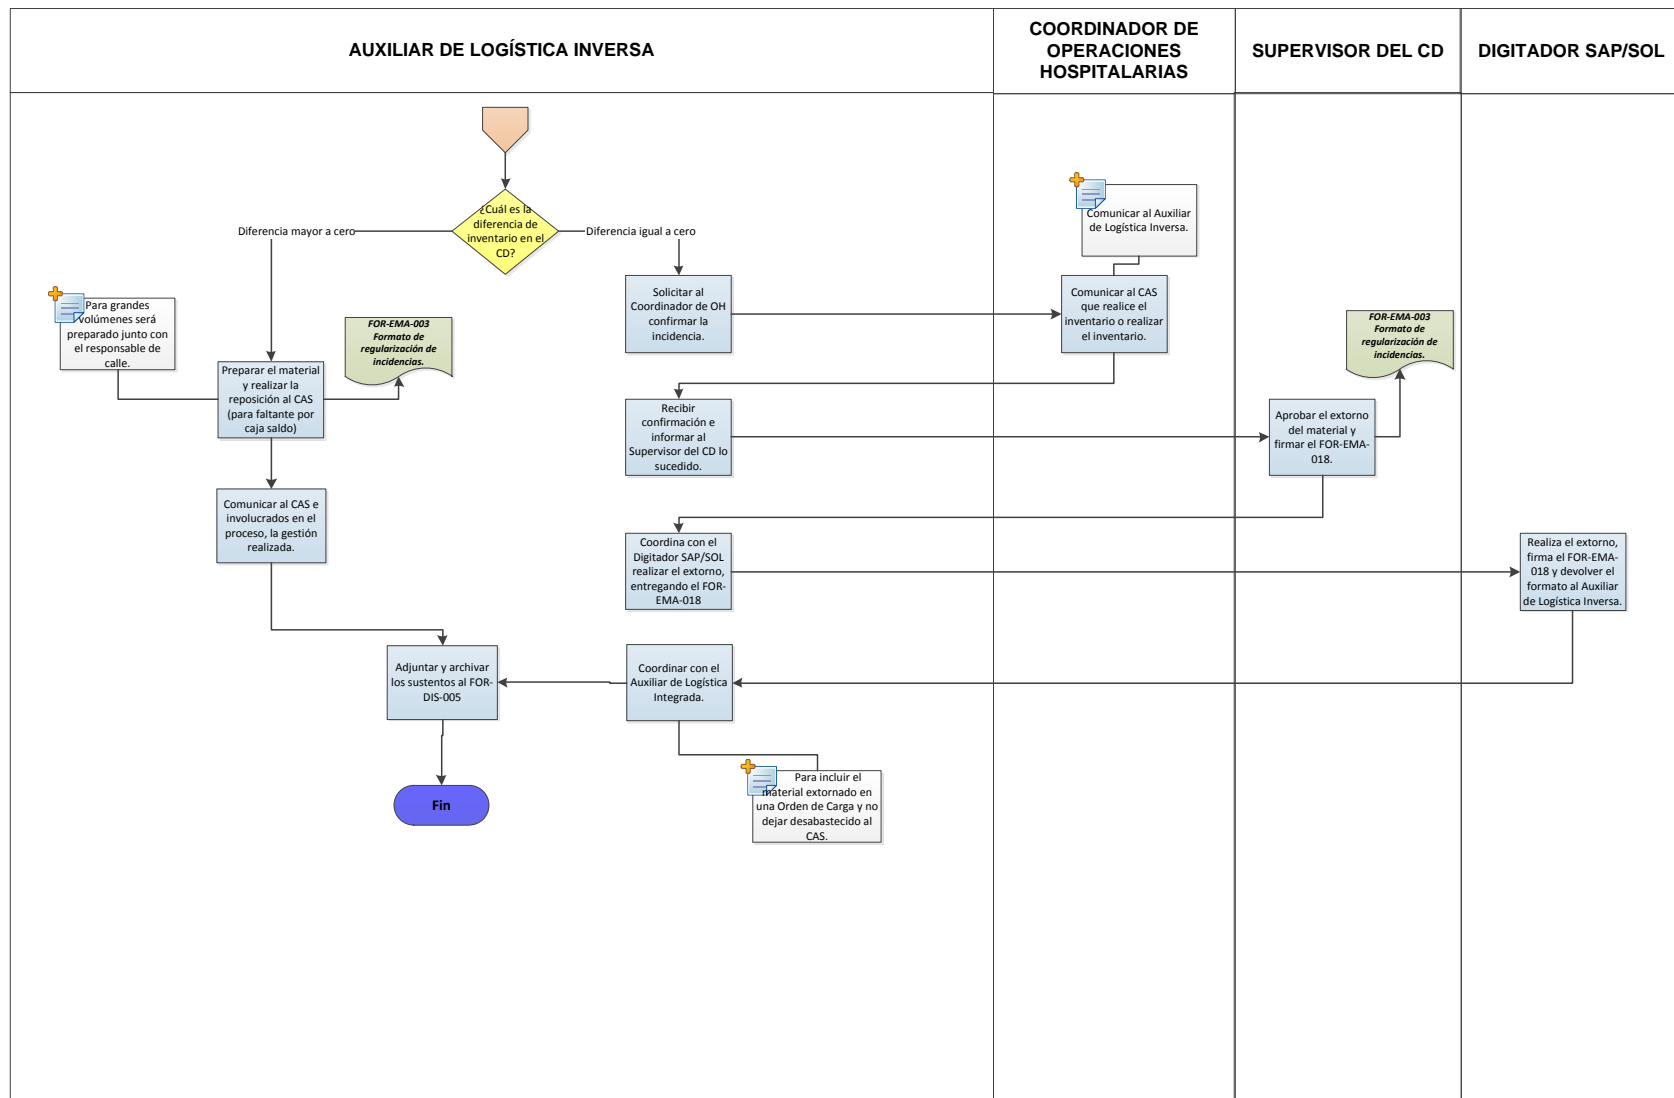 AUXILIAR DE LOGÍSTICA INVERSA
COORDINADOR DE
OPERACIONES
HOSPITALARIAS
SUPERVISOR DEL CD
DIGITADOR SAP/SOL
¿Cuál es la
diferencia de
inventario en el
CD?
Diferencia mayor a cero
Diferencia igual a cero
Comunicar al Auxiliar
de Logística Inversa.
Para grandes
volúmenes será
preparado junto con
el responsable de
calle.
FOR-EMA-003
Formato de
regularización de
incidencias.
Solicitar al
Coordinador de OH
confirmar la
incidencia.
Comunicar al CAS
que realice el
inventario o realizar
el inventario.
FOR-EMA-003
Formato de
regularización de
incidencias.
Preparar el material
y realizar la
reposición al CAS
(para faltante por
caja saldo)
Recibir
confirmación e
informar al
Supervisor del CD lo
sucedido.
Aprobar el extorno
del material y
firmar el FOR-EMA-
018.
Comunicar al CAS e
involucrados en el
proceso, la gestión
realizada.
Coordina con el
Digitador SAP/SOL
realizar el extorno,
entregando el FOR-
EMA-018
Realiza el extorno,
firma el FOR-EMA-
018 y devolver el
formato al Auxiliar
de Logística Inversa.
Adjuntar y archivar
los sustentos al FOR-
DIS-005
Coordinar con el
Auxiliar de Logística
Integrada.
Fin
Para incluir el
material extornado en
una Orden de Carga y no
dejar desabastecido al
CAS.